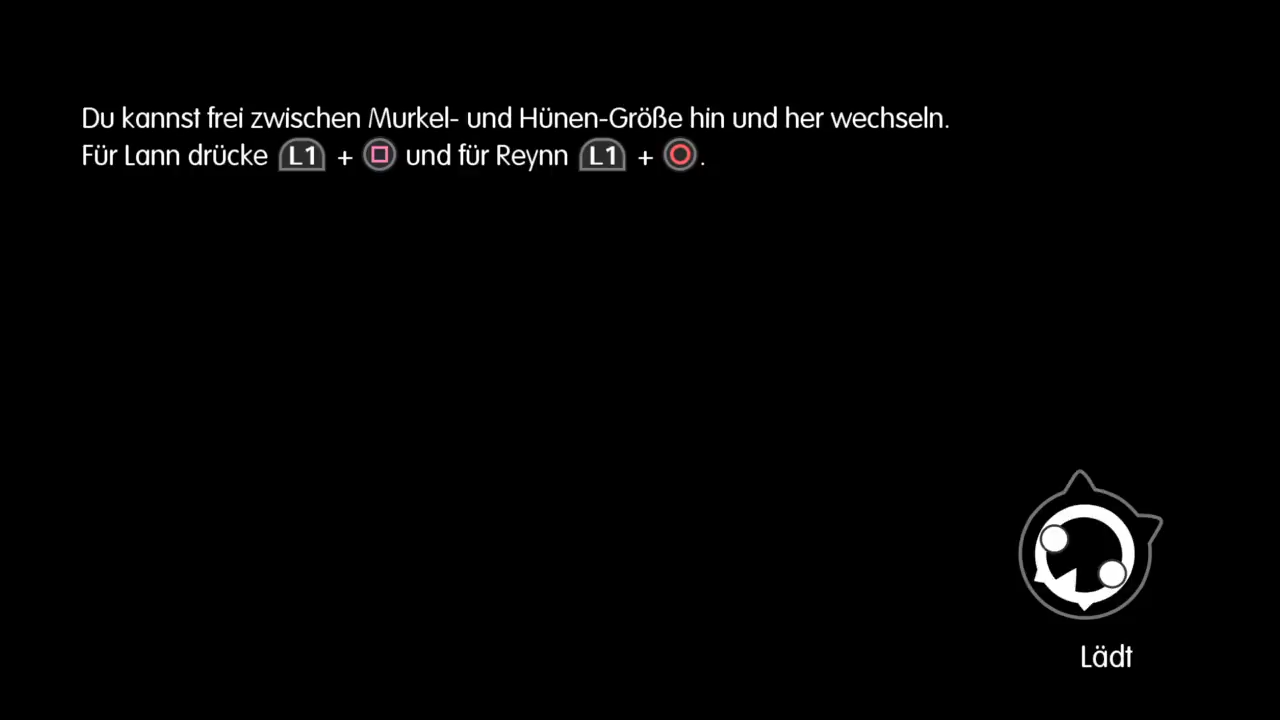 Du kannst frei zwischen Murkel- und Hünen-Größe hin und her wechseln.
Für Lann drücke L1 + □ und für Reynn L1 + ○.
Lädt